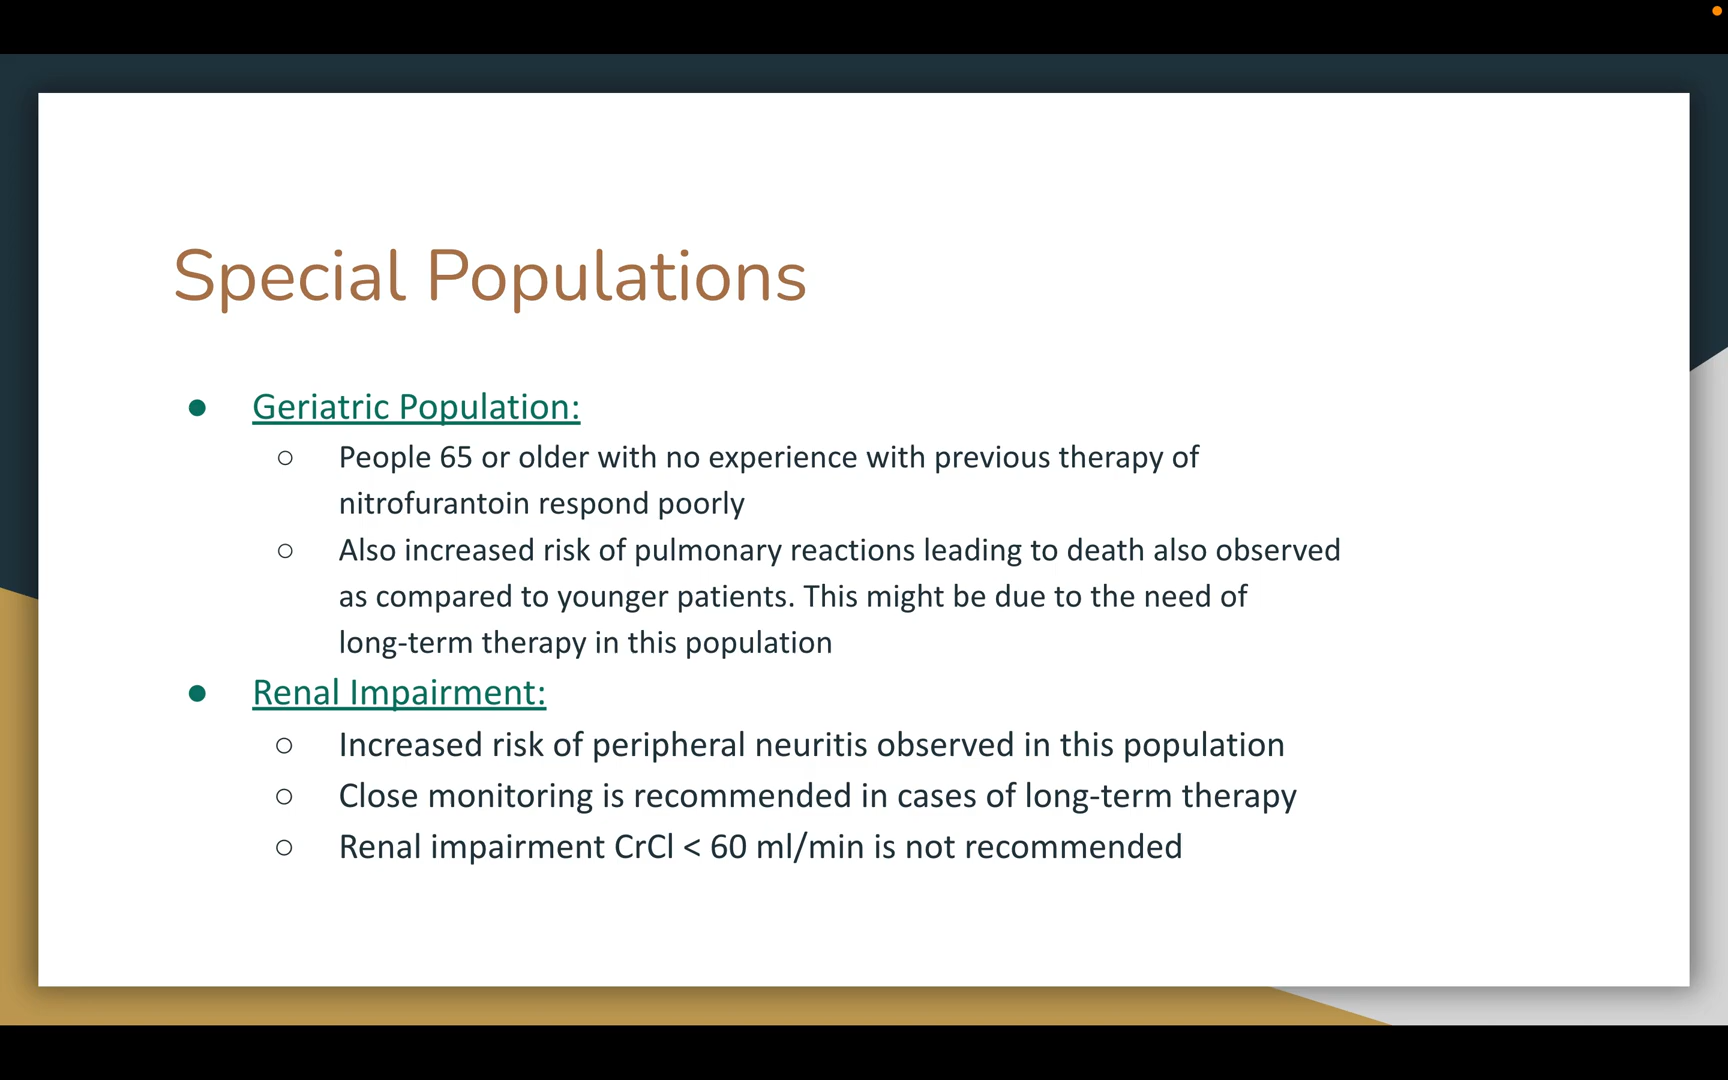 Special Populations
● Geriatric Population:
○ People 65 or older with no experience with previous therapy of
nitrofurantoin respond poorly
○ Also increased risk of pulmonary reactions leading to death also observed
as compared to younger patients. This might be due to the need of
long-term therapy in this population
● Renal Impairment:
○ Increased risk of peripheral neuritis observed in this population
○ Close monitoring is recommended in cases of long-term therapy
○ Renal impairment CrCl < 60 ml/min is not recommended